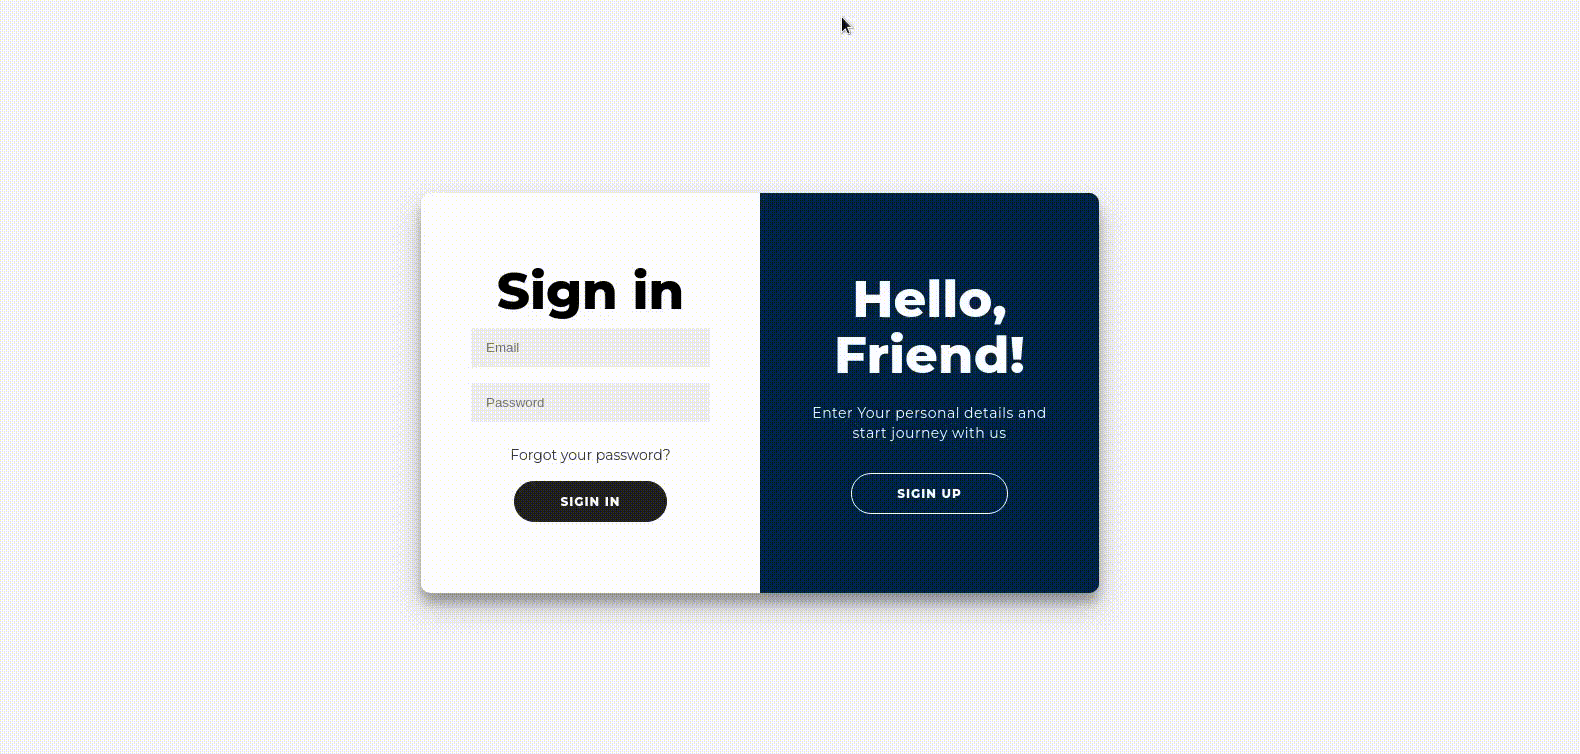 Sign in
Email
Password
Forgot your password?
SIGIN IN
Hello,
Friend!
Enter Your personal details and
start journey with us
SIGIN UP